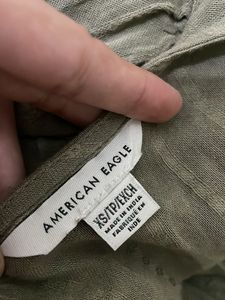 AMERICAN EAGLE
XS/TP/EXCH
MADE IN INDIA
FABRIQUÉ EN
INDE